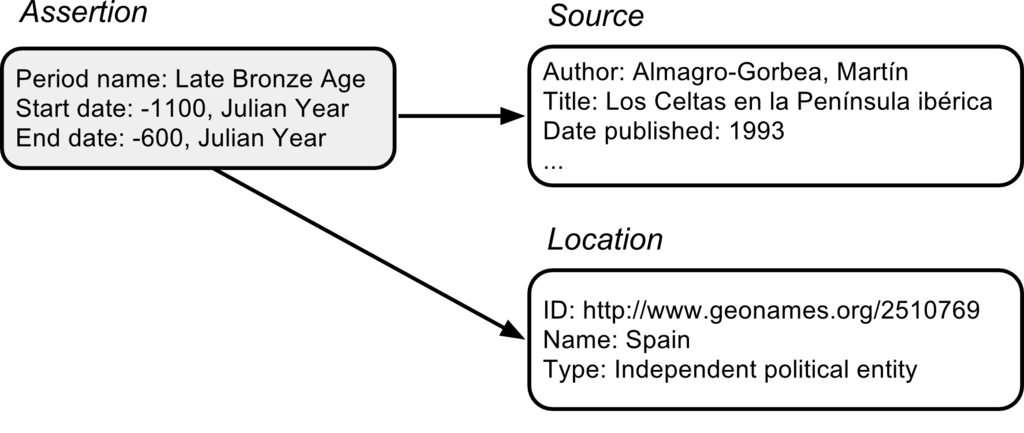 Assertion
Period name: Late Bronze Age
Start date: -1100, Julian Year
End date: -600, Julian Year
Source
Author: Almagro-Gorbea, Martín
Title: Los Celtas en la Península ibérica
Date published: 1993
...
Location
ID: http://www.geonames.org/2510769
Name: Spain
Type: Independent political entity